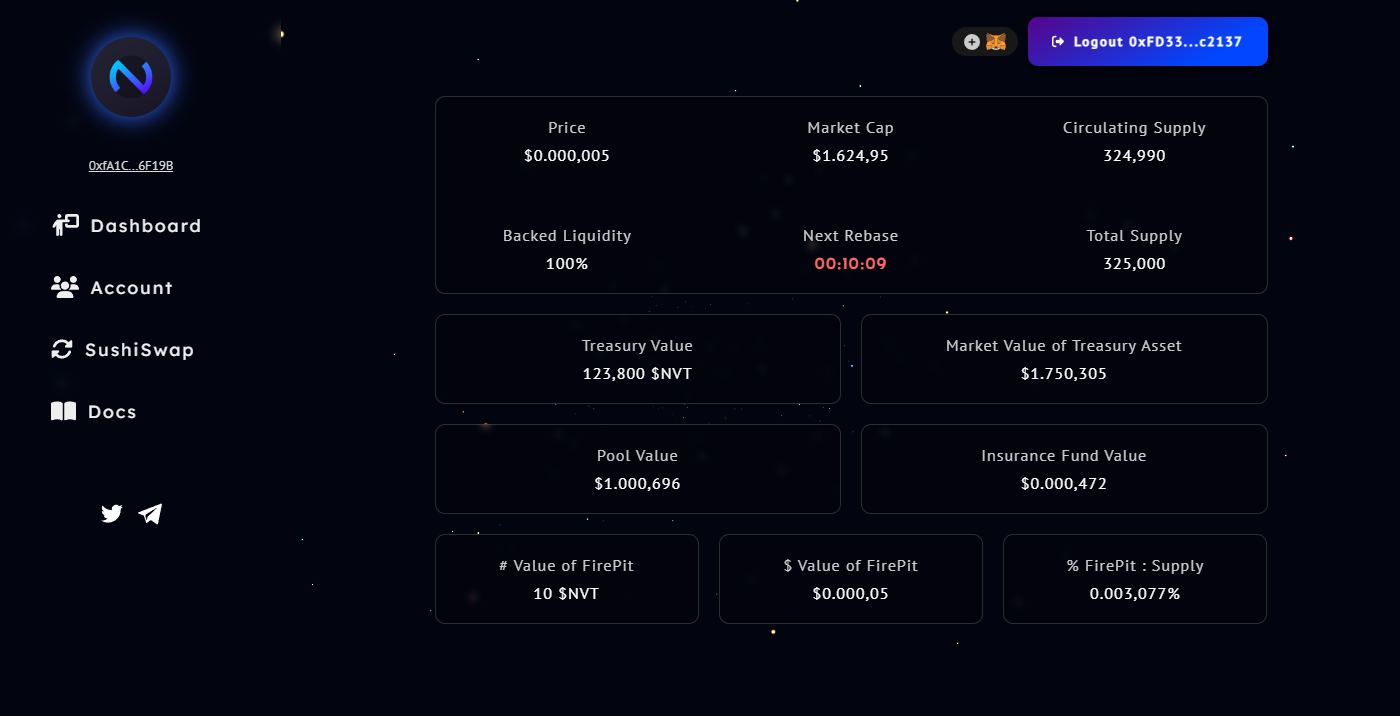 Logout 0xFD33...c2137
0xfA1C...6F19B
Dashboard
Account
SushiSwap
Docs
Price
$0.000,005
Market Cap
$1.624,95
Circulating Supply
324,990
Backed Liquidity
100%
Next Rebase
00:10:09
Total Supply
325,000
Treasury Value
123,800 $NVT
Market Value of Treasury Asset
$1.750,305
Pool Value
$1.000,696
Insurance Fund Value
$0.000,472
# Value of FirePit
10 $NVT
$ Value of FirePit
$0.000,05
% FirePit : Supply
0.003,077%